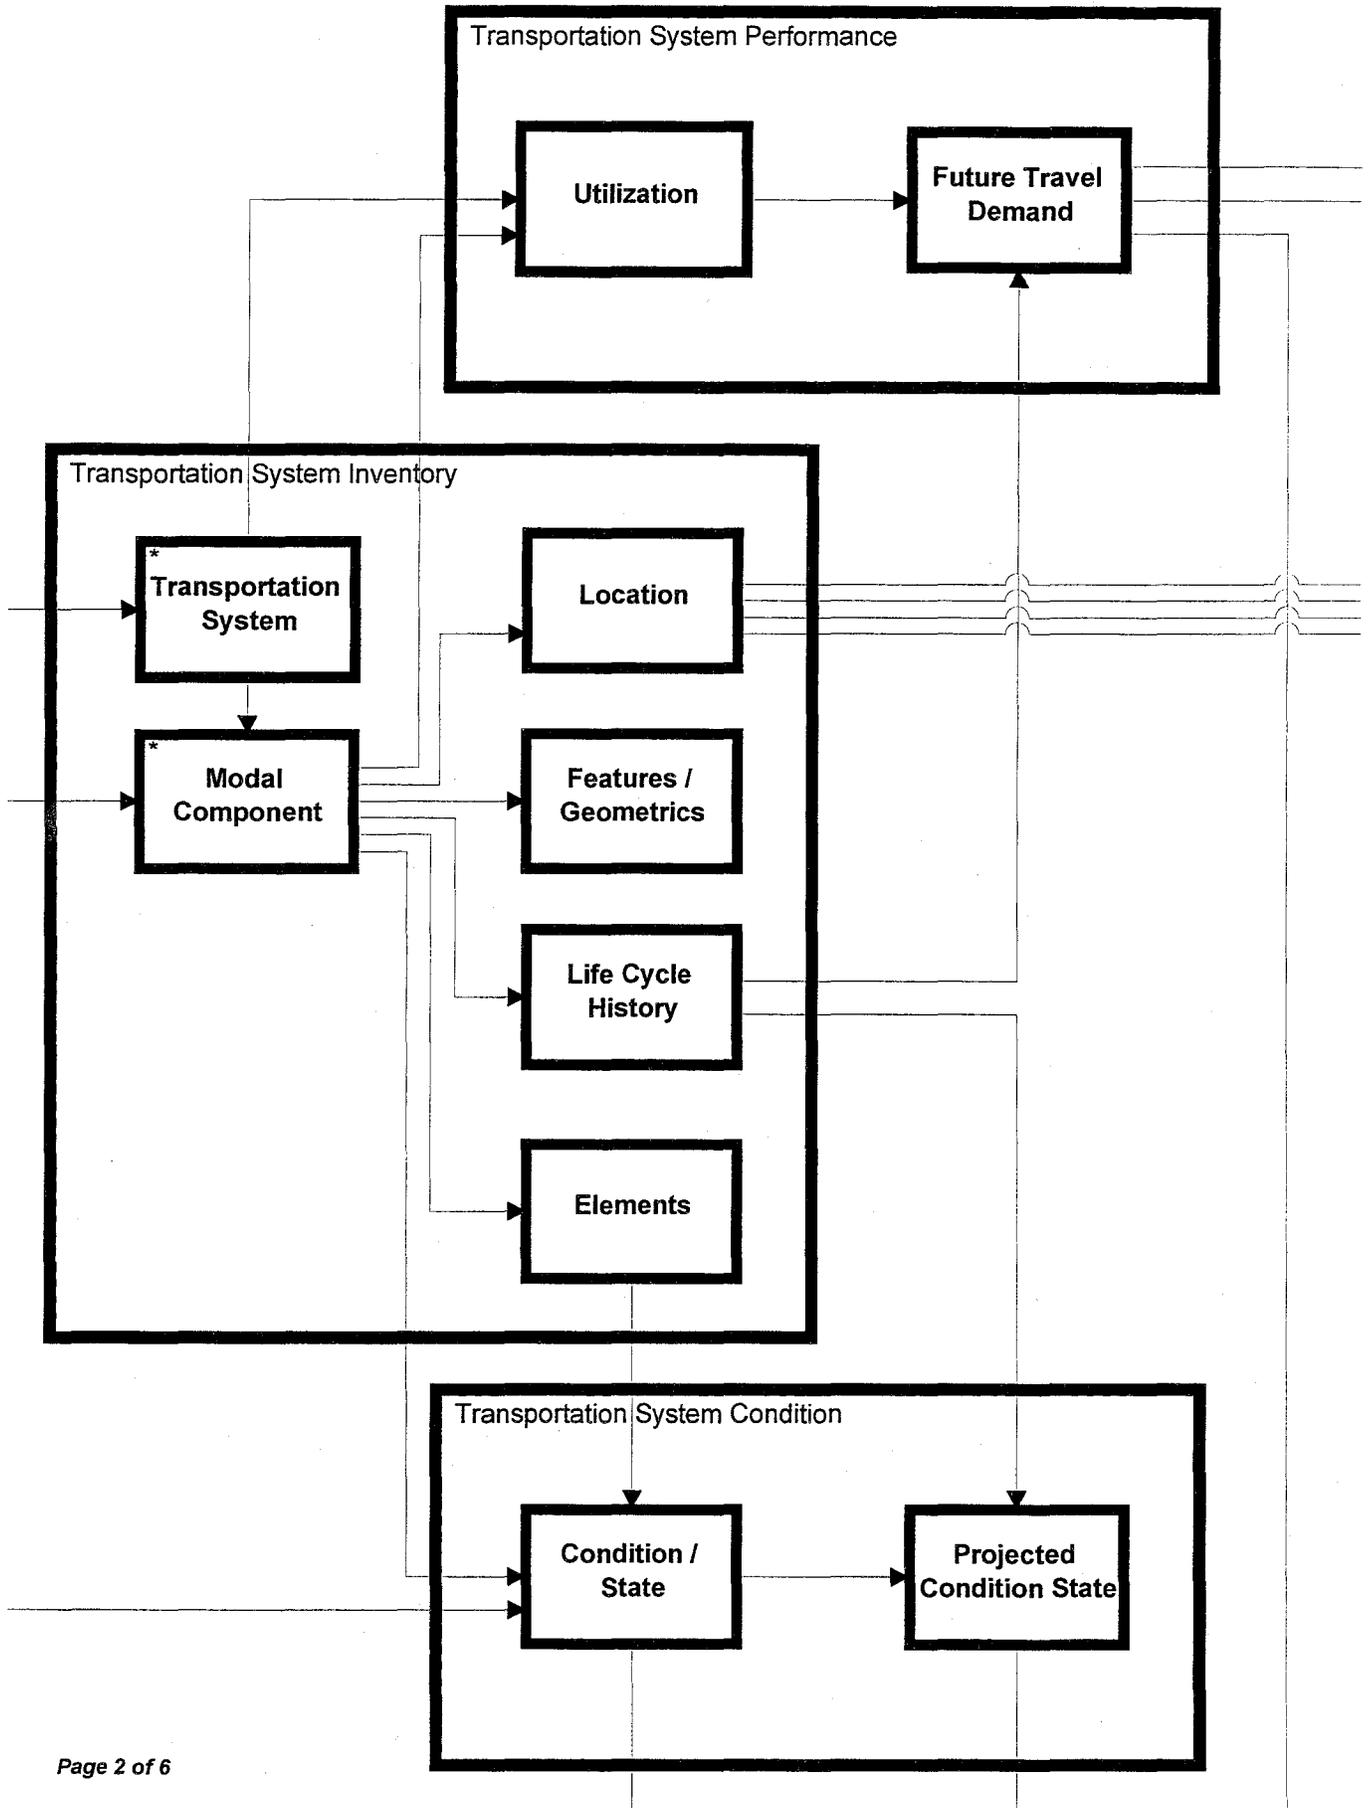 Transportation System Performance
Utilization
Future Travel
Demand
Transportation System Inventory
*
Transportation
System
Location
*
Modal
Component
Features /
Geometrics
Life Cycle
History
Elements
Transportation System Condition
Condition /
State
Projected
Condition State
Page 2 of 6